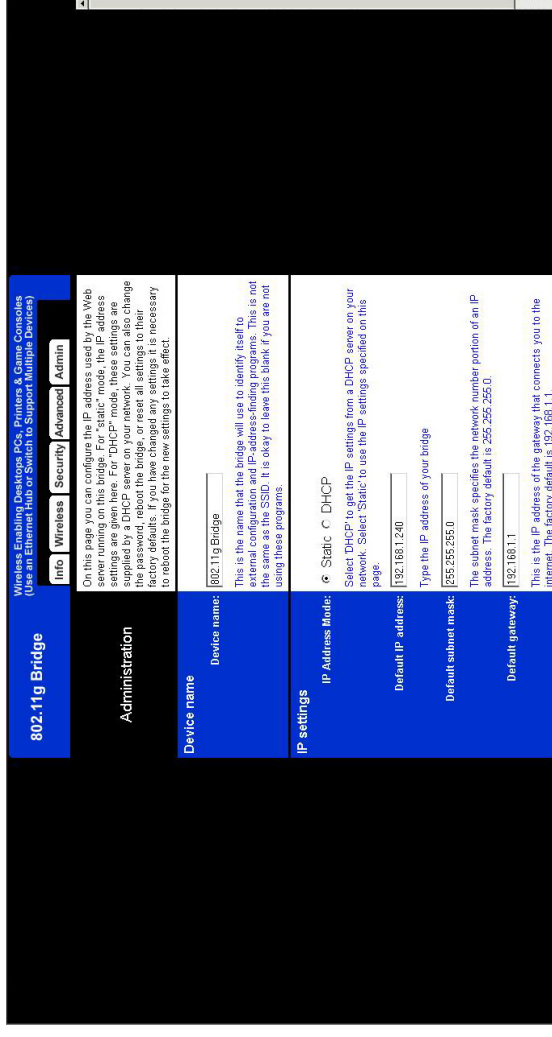 802.11g Bridge
Wireless Enabling Desktops PCs, Printers & Game Consoles
(Use an Ethernet Hub or Switch to Support Multiple Devices)
Info Wireless Security Advanced Admin
Administration
On this page you can configure the IP address used by the Web
server running on this bridge. For "static" mode, the IP address
settings are given here. For "DHCP" mode, these settings are
supplied by a DHCP server on your network. You can also change
the password, reboot the bridge, or reset all settings to their
factory defaults. If you have changed any settings it is necessary
to reboot the bridge for the new settings to take effect.
Device name
Device name: 802.11g Bridge
This is the name that the bridge will use to identify itself to
external configuration and IP-address-finding programs. This is not
the same as the SSID. It is okay to leave this blank if you are not
using these programs.
IP settings
IP Address Mode: Static DHCP
Select 'DHCP' to get the IP settings from a DHCP server on your
network. Select 'Static' to use the IP settings specified on this
page.
Default IP address: 192.168.1.240
Type the IP address of your bridge
Default subnet mask: 255.255.255.0
The subnet mask specifies the network number portion of an IP
address. The factory default is 255.255.255.0.
Default gateway: 192.168.1.1
This is the IP address of the gateway that connects you to the
internet. The factory default is 192.168.1.1.